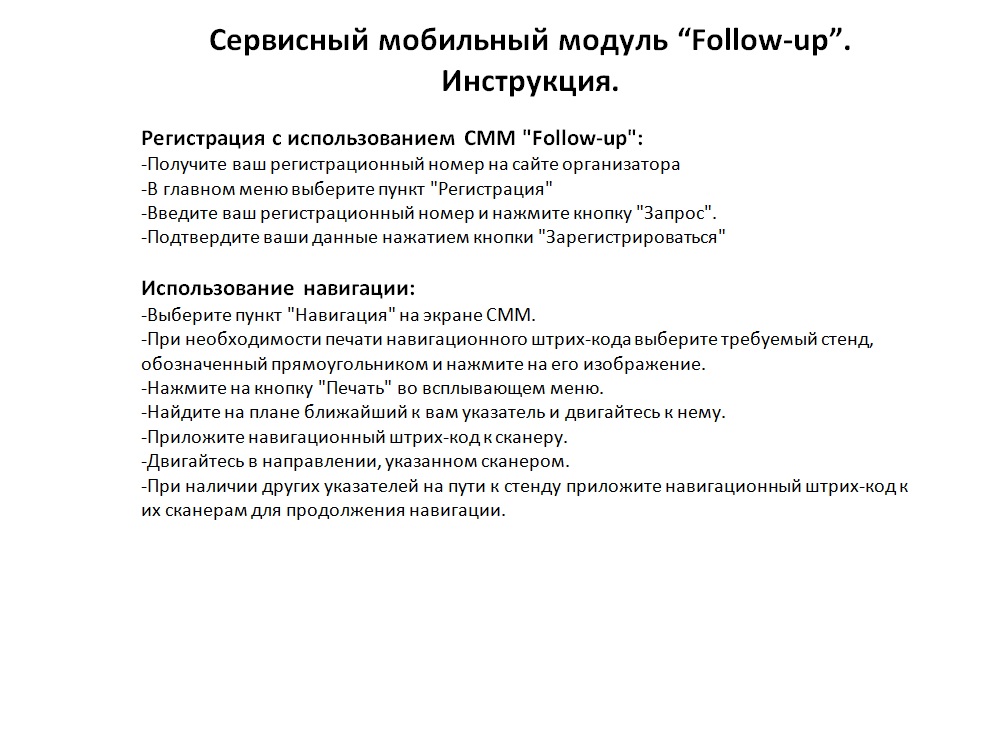 Сервисный мобильный модуль “Follow-up”.
Инструкция.
Регистрация с использованием СММ "Follow-up":
-Получите ваш регистрационный номер на сайте организатора
-В главном меню выберите пункт "Регистрация"
-Введите ваш регистрационный номер и нажмите кнопку "Запрос".
-Подтвердите ваши данные нажатием кнопки "Зарегистрироваться"
Использование навигации:
-Выберите пункт "Навигация" на экране СММ.
-При необходимости печати навигационного штрих-кода выберите требуемый стенд,
обозначенный прямоугольником и нажмите на его изображение.
-Нажмите на кнопку "Печать" во всплывающем меню.
-Найдите на плане ближайший к вам указатель и двигайтесь к нему.
-Приложите навигационный штрих-код к сканеру.
-Двигайтесь в направлении, указанном сканером.
-При наличии других указателей на пути к стенду приложите навигационный штрих-код к
их сканерам для продолжения навигации.